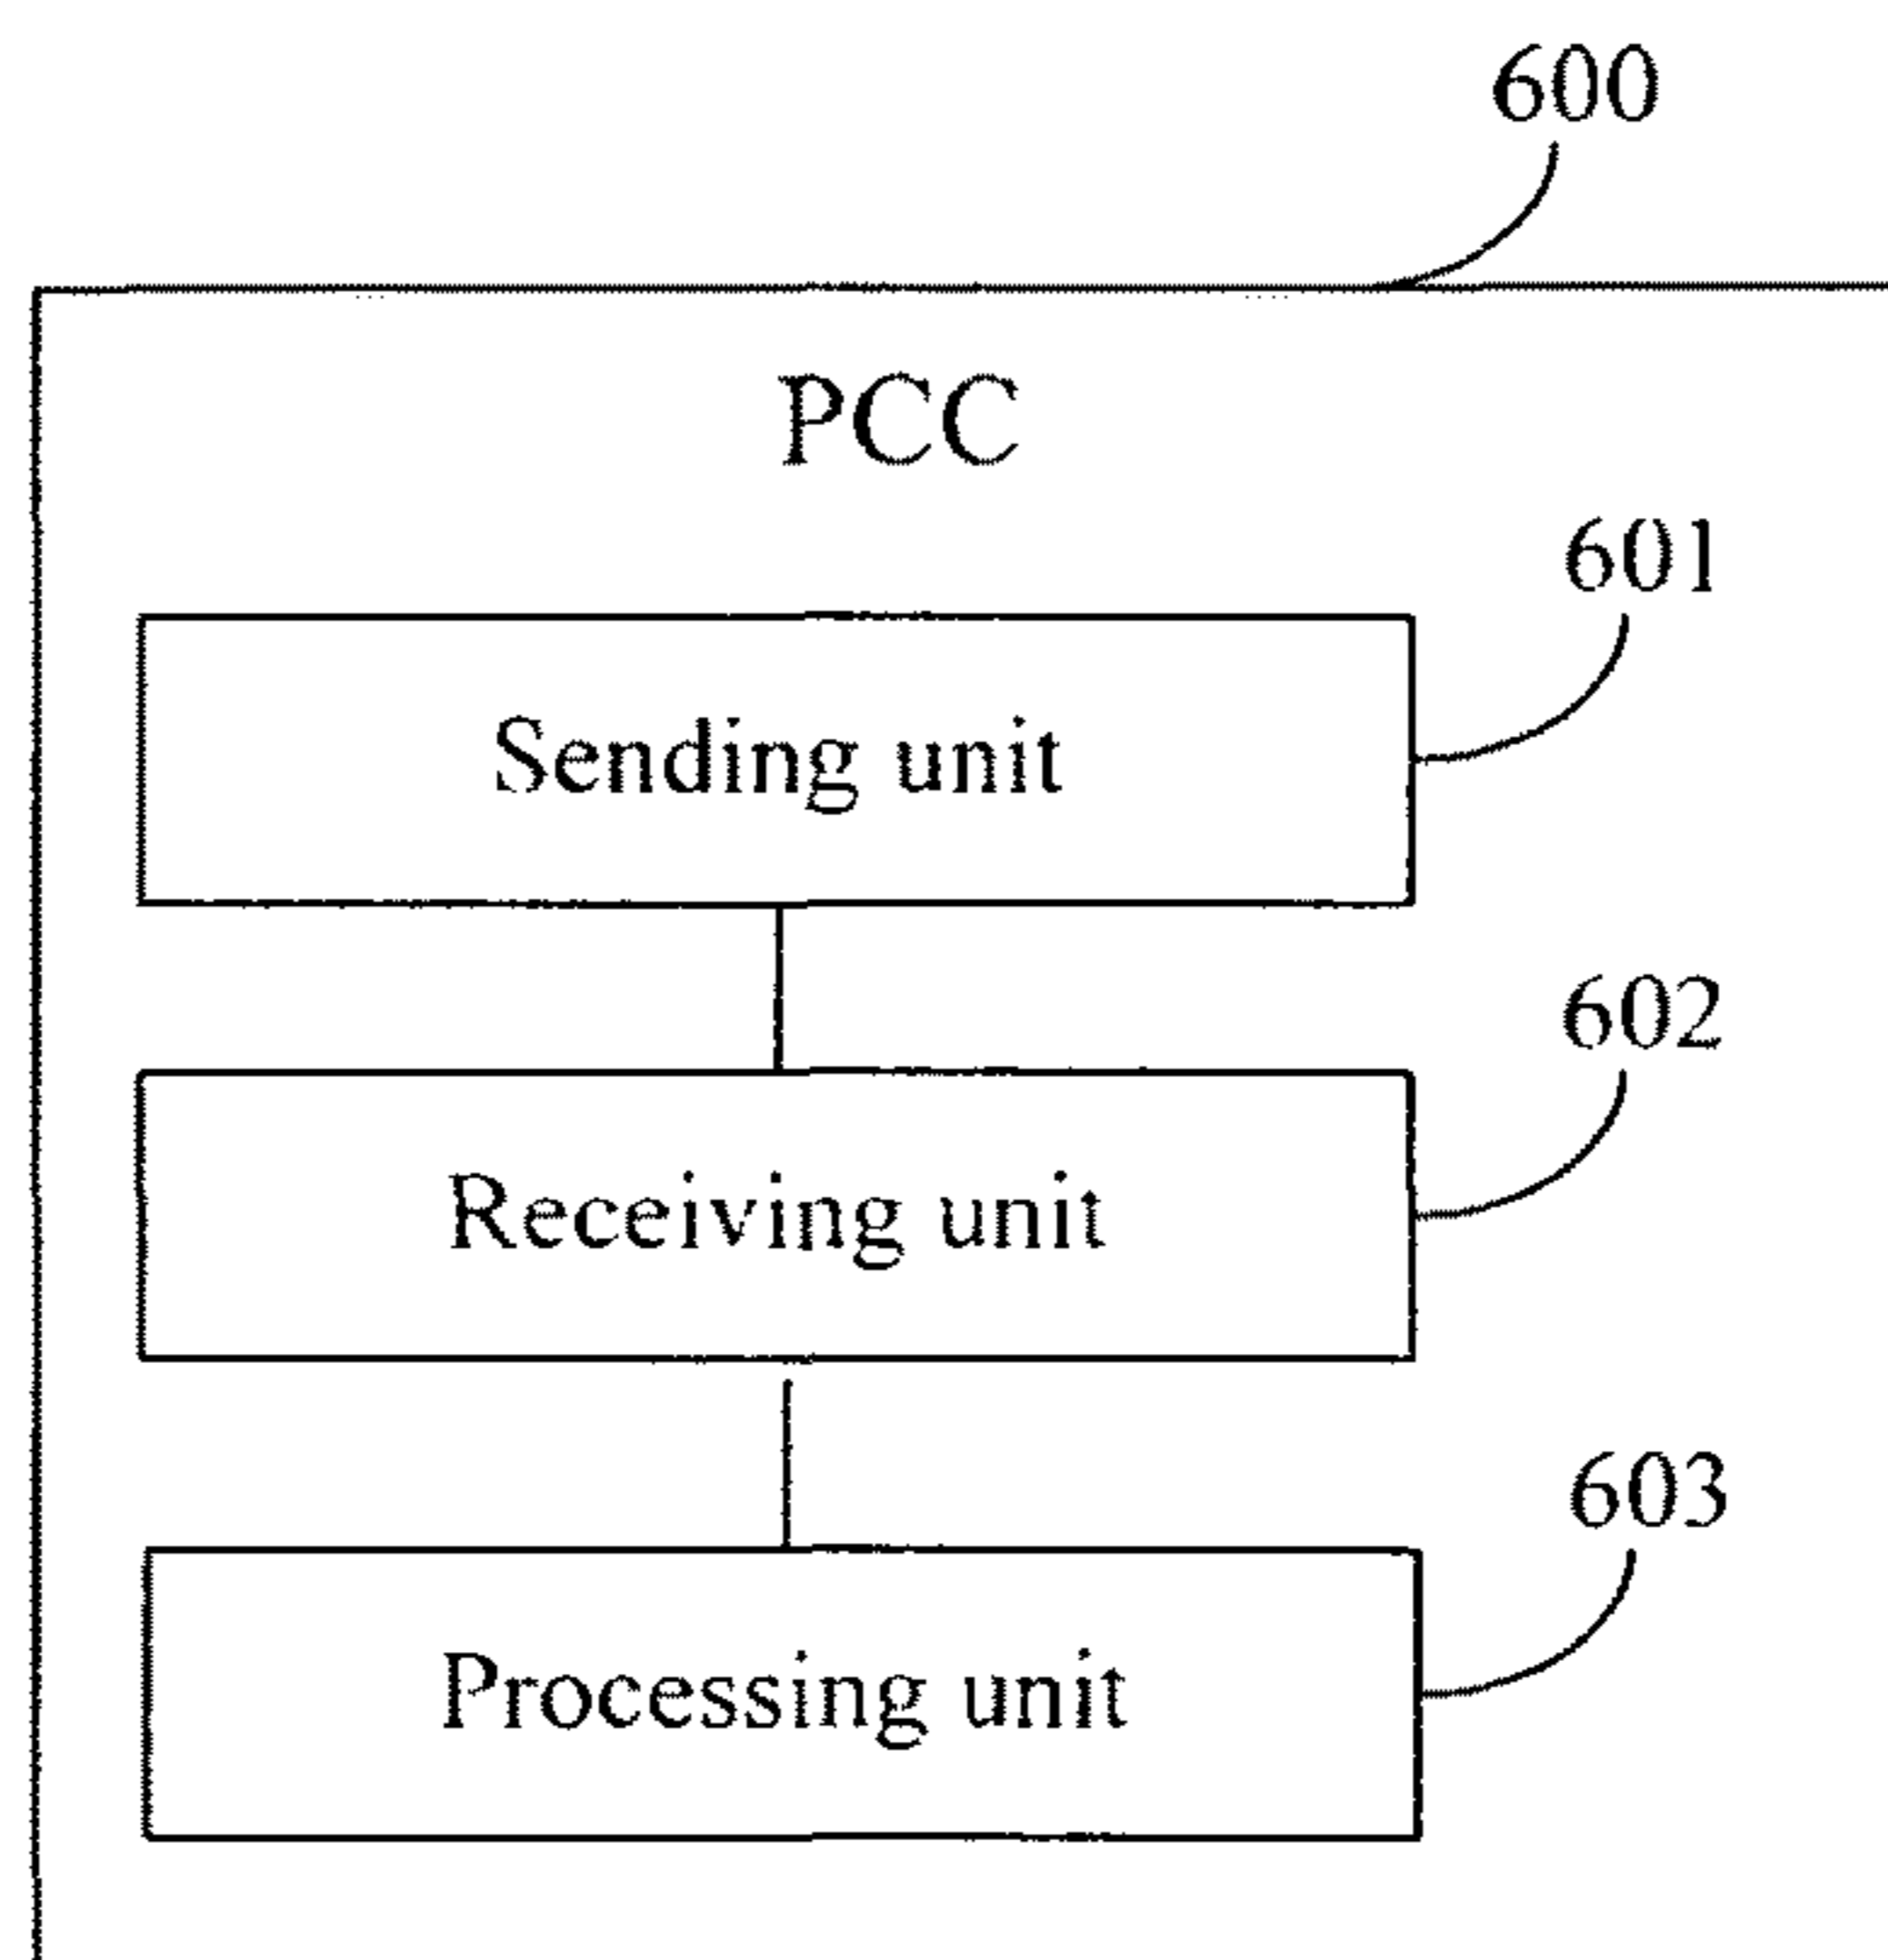 600
PCC
601
Sending unit
602
Receiving unit
603
Processing unit